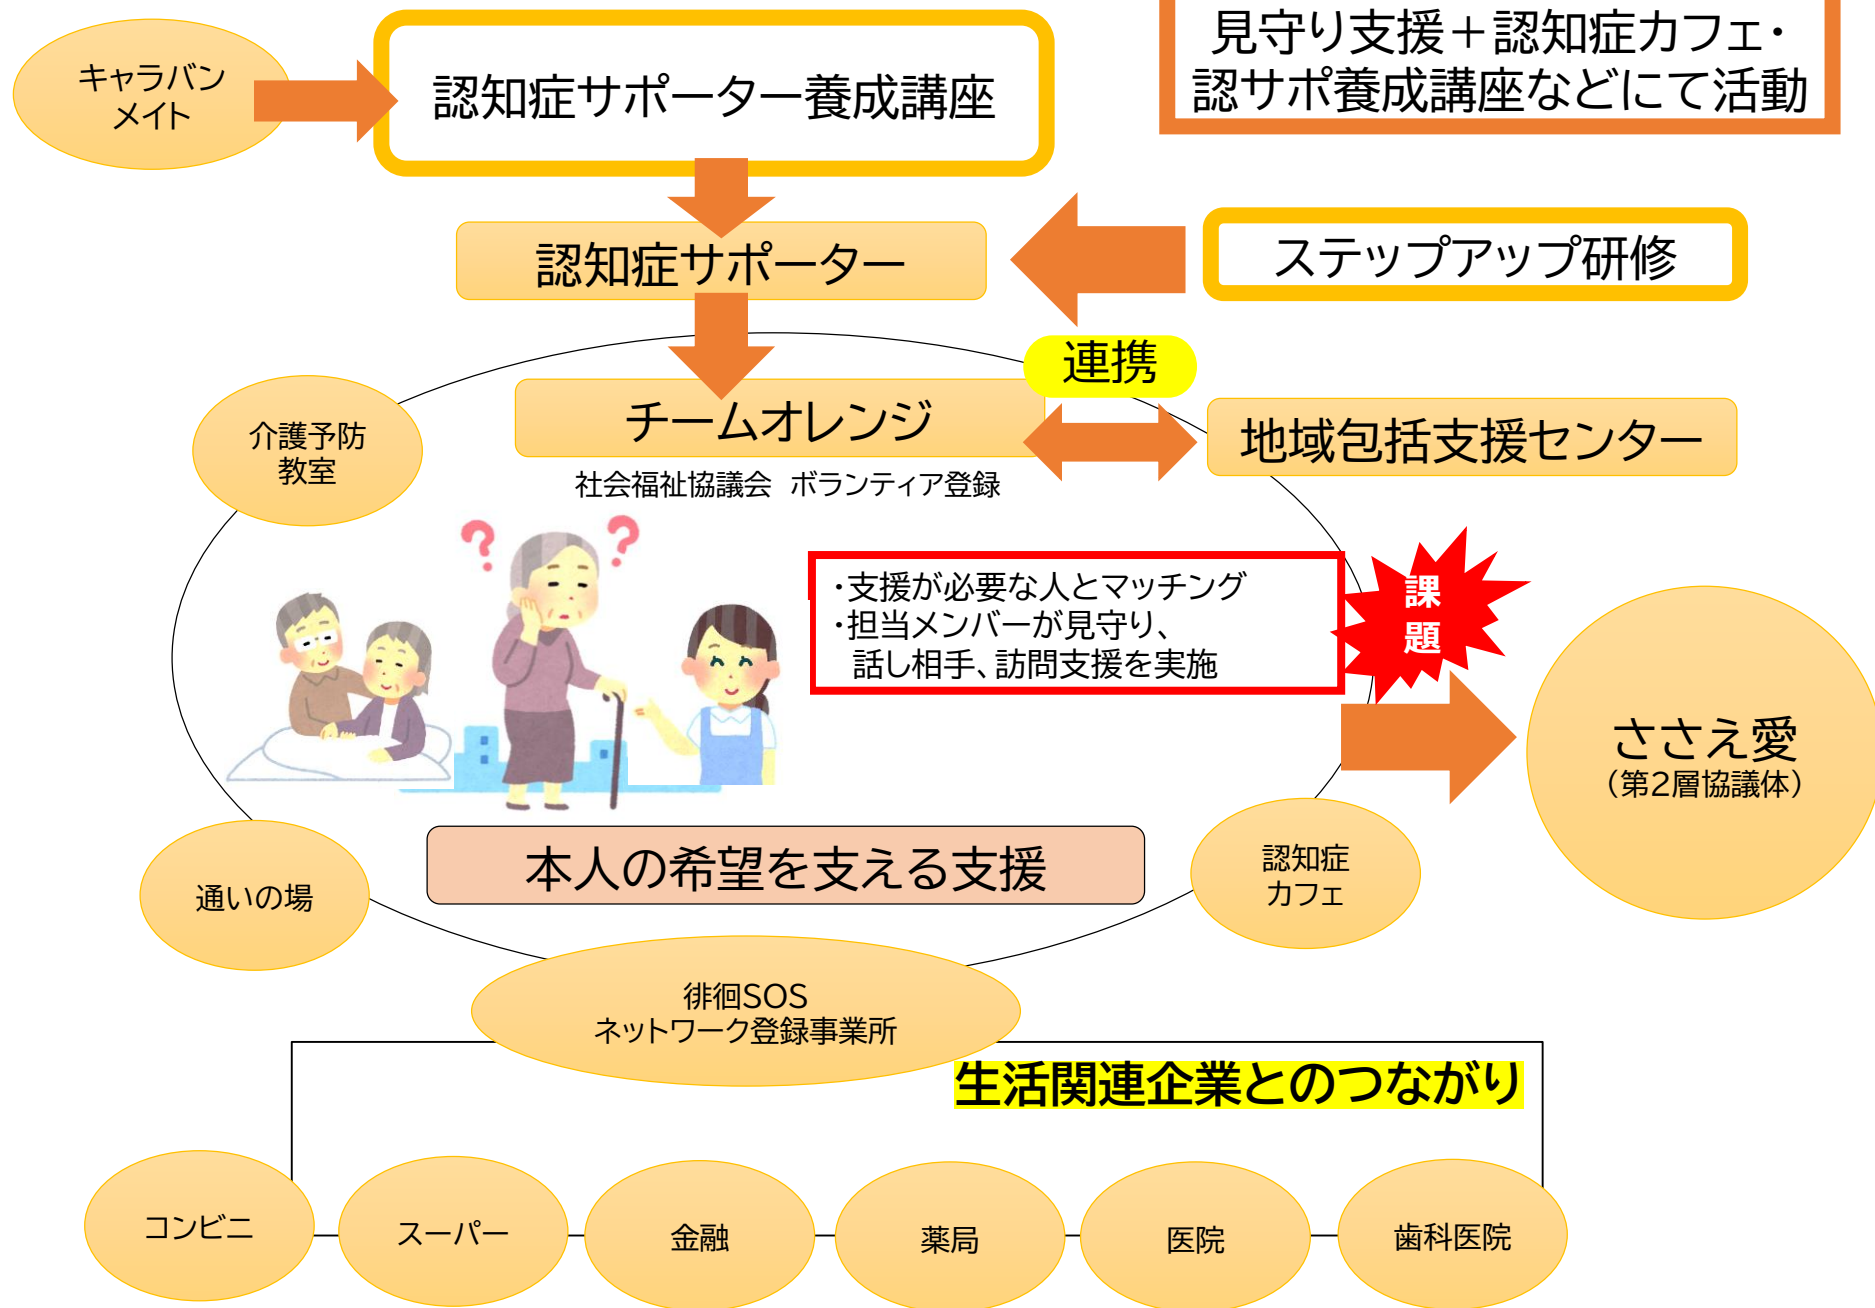 見守り支援＋認知症カフェ・
認サポ養成講座などにて活動
キャラバン
メイト
認知症サポーター養成講座
認知症サポーター
ステップアップ研修
連携
チームオレンジ
地域包括支援センター
社会福祉協議会　ボランティア登録
介護予防
教室
・支援が必要な人とマッチング
・担当メンバーが見守り、
話し相手、訪問支援を実施
課
題
ささえ愛
（第2層協議体）
本人の希望を支える支援
通いの場
認知症
カフェ
徘徊SOS
ネットワーク登録事業所
生活関連企業とのつながり
コンビニ
スーパー
金融
薬局
医院
歯科医院